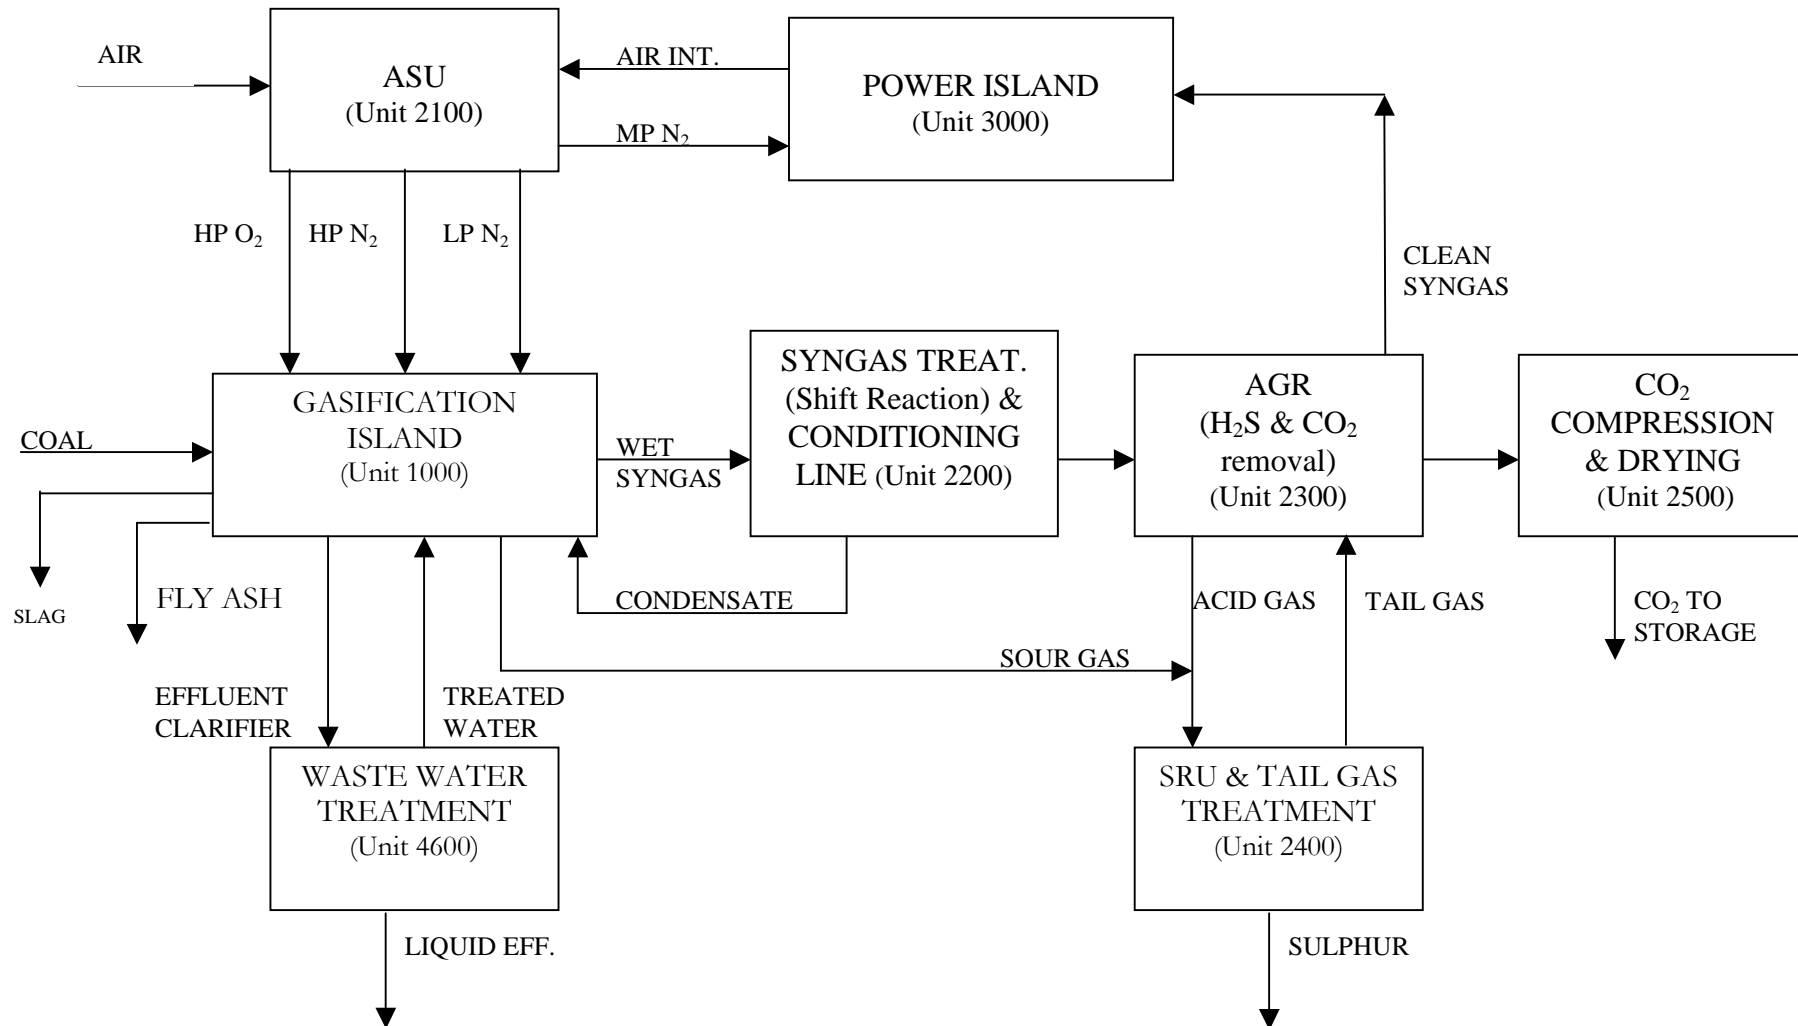 AIR
ASU
(Unit 2100)
AIR INT.
MP N₂
POWER ISLAND
(Unit 3000)
HP O₂
HP N₂
LP N₂
CLEAN
SYNGAS
COAL
GASIFICATION
ISLAND
(Unit 1000)
WET
SYNGAS
SYNGAS TREAT.
(Shift Reaction) &
CONDITIONING
LINE (Unit 2200)
AGR
(H₂S & CO₂
removal)
(Unit 2300)
CO₂
COMPRESSION
& DRYING
(Unit 2500)
SLAG
FLY ASH
CONDENSATE
ACID GAS
TAIL GAS
CO₂ TO
STORAGE
SOUR GAS
EFFLUENT
CLARIFIER
TREATED
WATER
WASTE WATER
TREATMENT
(Unit 4600)
SRU & TAIL GAS
TREATMENT
(Unit 2400)
LIQUID EFF.
SULPHUR